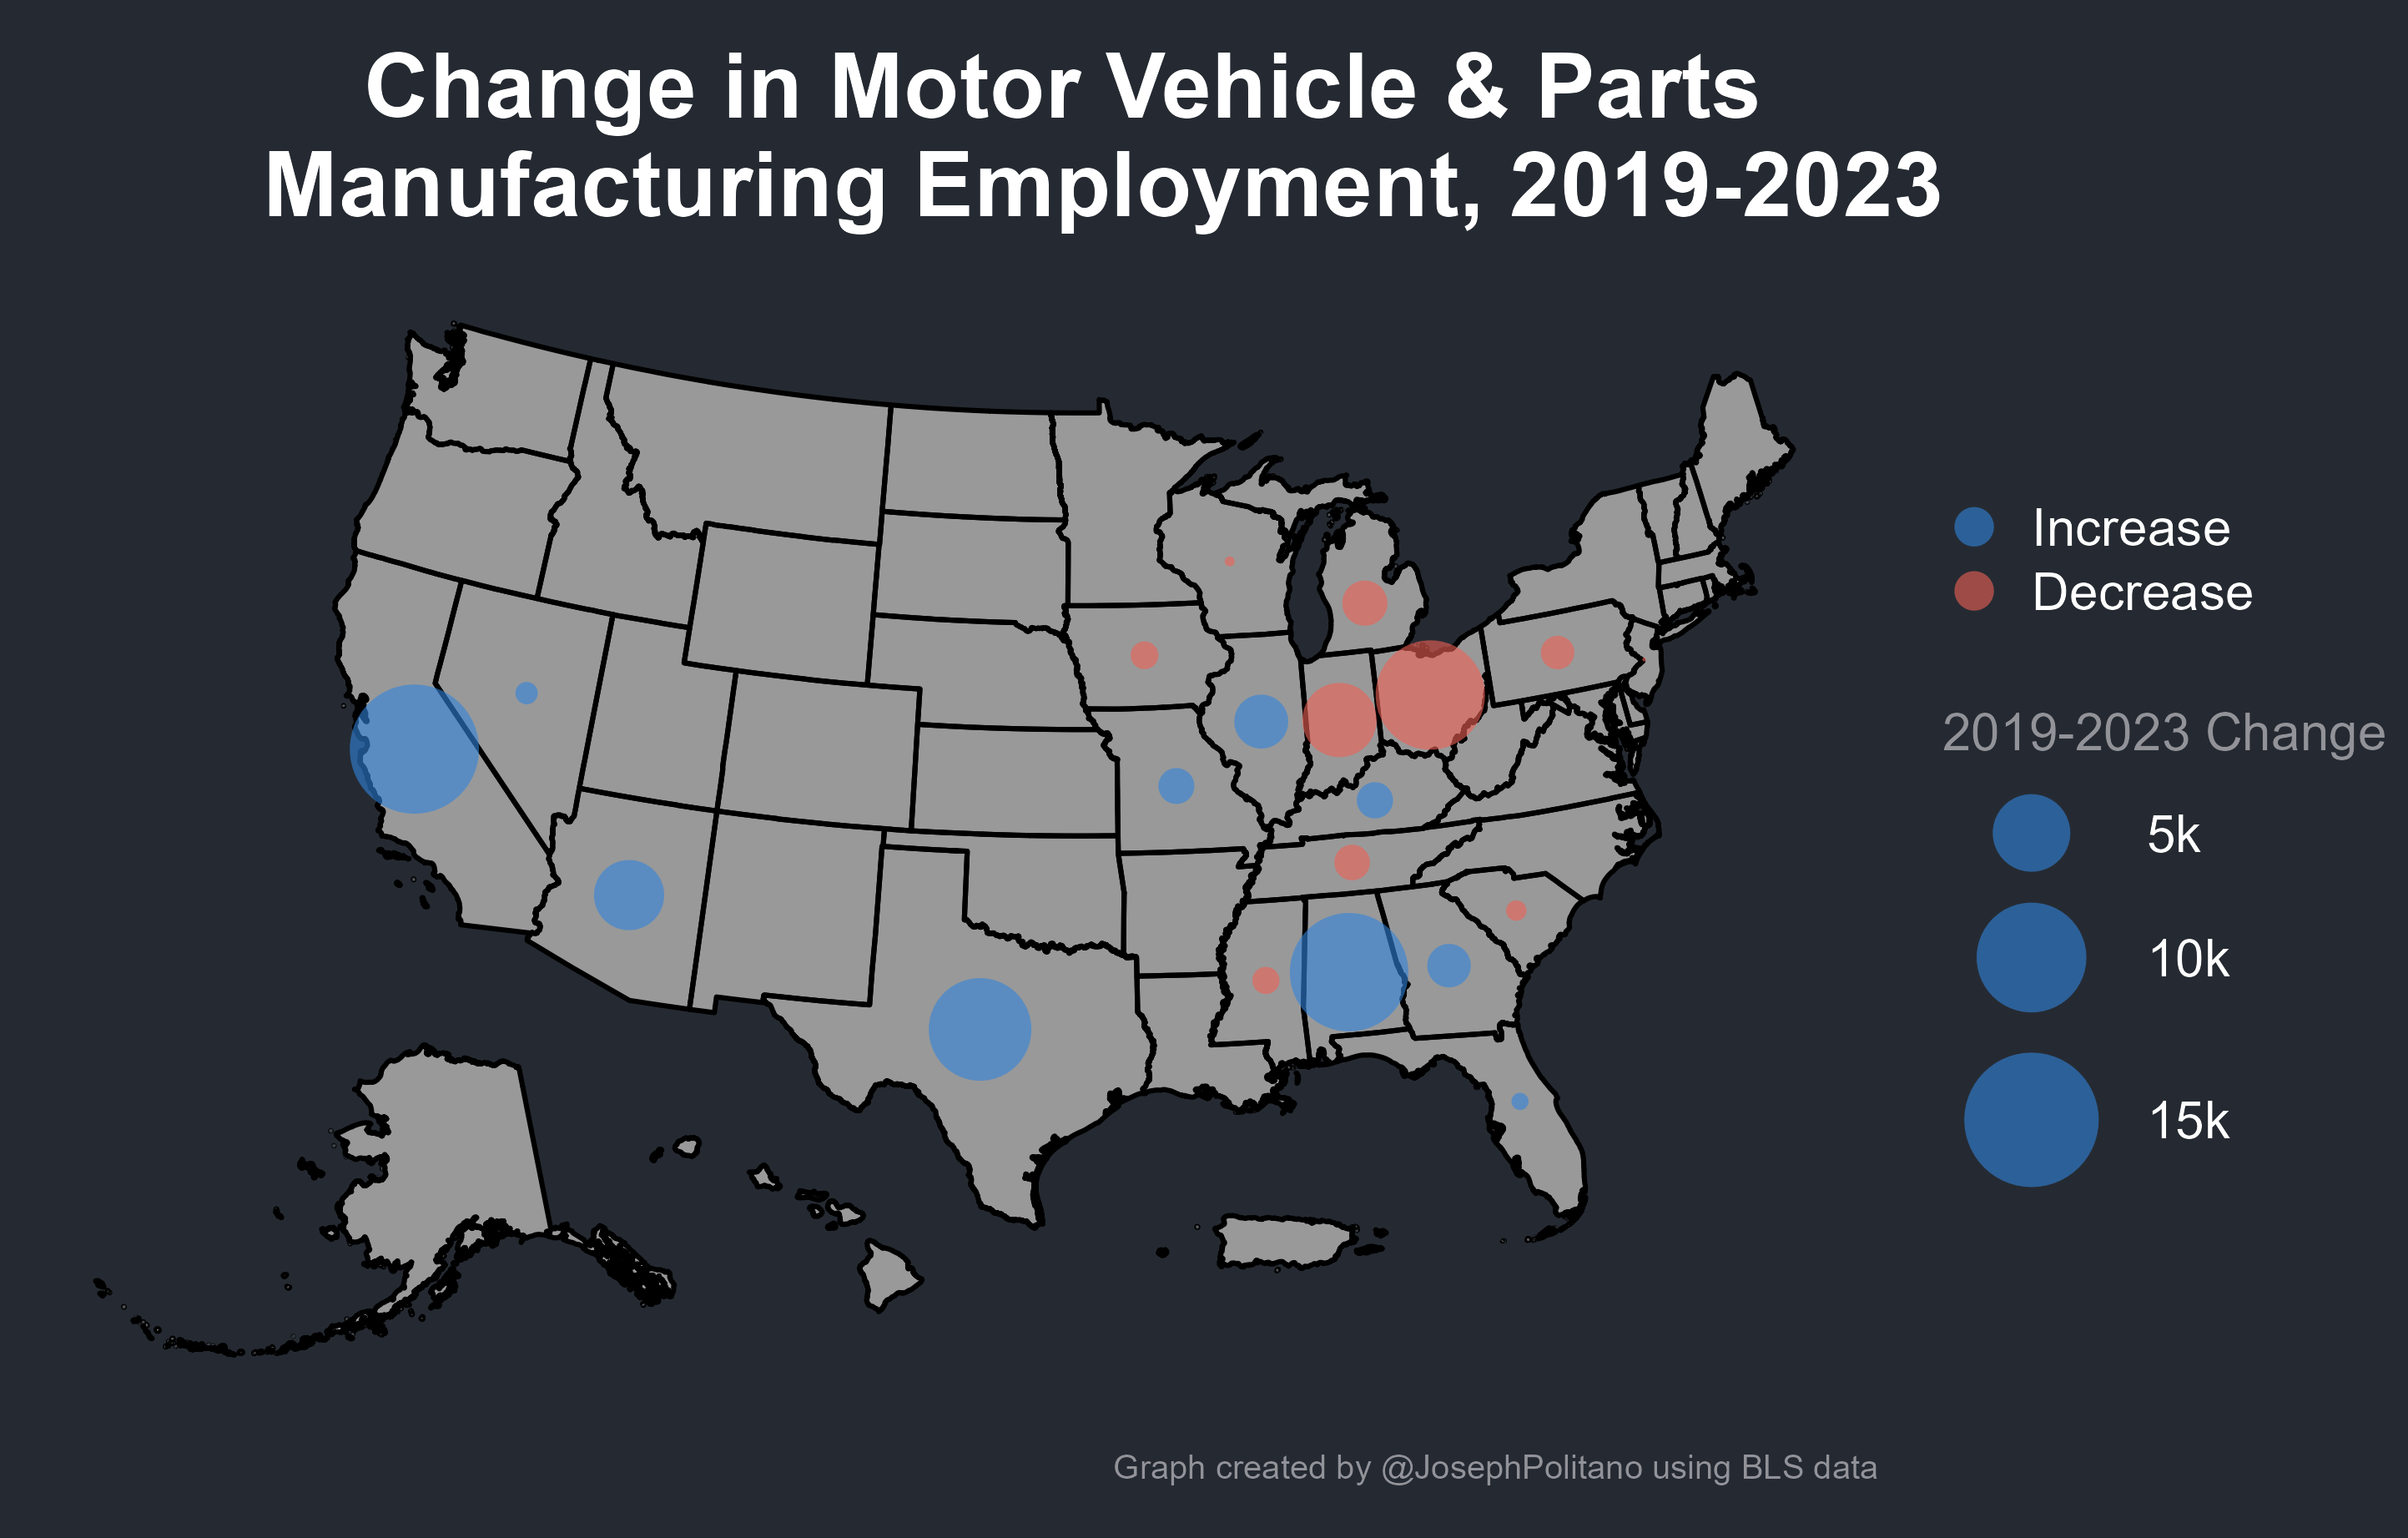 Change in Motor Vehicle & Parts
Manufacturing Employment, 2019-2023
Increase
Decrease
2019-2023 Change
5k
10k
15k
Graph created by @JosephPolitano using BLS data